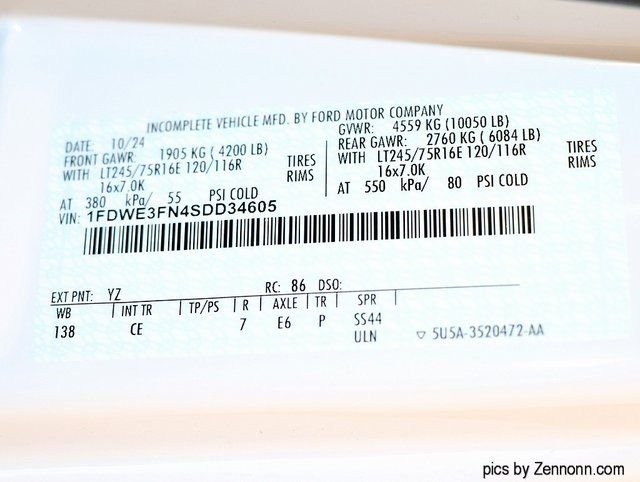 INCOMPLETE VEHICLE MFD. BY FORD MOTOR COMPANY
DATE: 10/24 GVWR: 4559 KG (10050 LB)
FRONT GAWR: 1905 KG ( 4200 LB) REAR GAWR: 2760 KG ( 6084 LB)
WITH LT245/75R16E 120/116R TIRES WITH LT245/75R16E 120/116R TIRES
16x7.0K RIMS 16x7.0K RIMS
AT 380 kPa/ 55 PSI COLD AT 550 kPa/ 80 PSI COLD
VIN: 1FDWE3FN4SDD34605
EXT PNT: YZ RC: 86 DSO:
WB | INT TR | TP/PS | R | AXLE | TR | SPR |
138 CE 7 E6 P SS44
ULN ▽ 5U5A-3520472-AA
pics by Zennonn.com